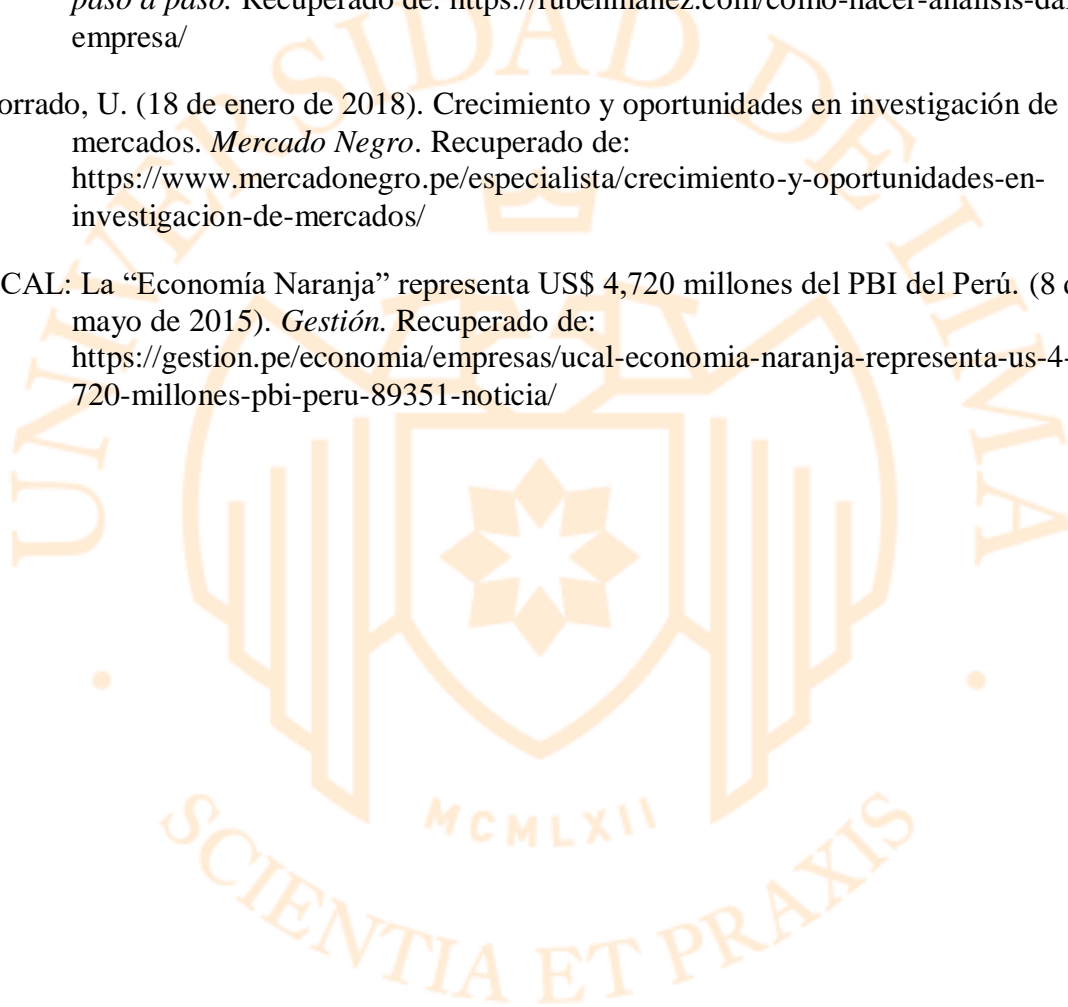 paso a paso. Recuperado de: https://rubenmanez.com/como-hacer-analisis-da
empresa/
orrado, U. (18 de enero de 2018). Crecimiento y oportunidades en investigación de
mercados. Mercado Negro. Recuperado de:
https://www.mercadonegro.pe/especialista/crecimiento-y-oportunidades-en-
investigacion-de-mercados/
CAL: La “Economía Naranja” representa US$ 4,720 millones del PBI del Perú. (8
mayo de 2015). Gestión. Recuperado de:
https://gestion.pe/economia/empresas/ucal-economia-naranja-representa-us-4-
720-millones-pbi-peru-89351-noticia/
UNIVERSIDAD DE LIMA
MCMLXII
SCIENTIA ET PRAXIS